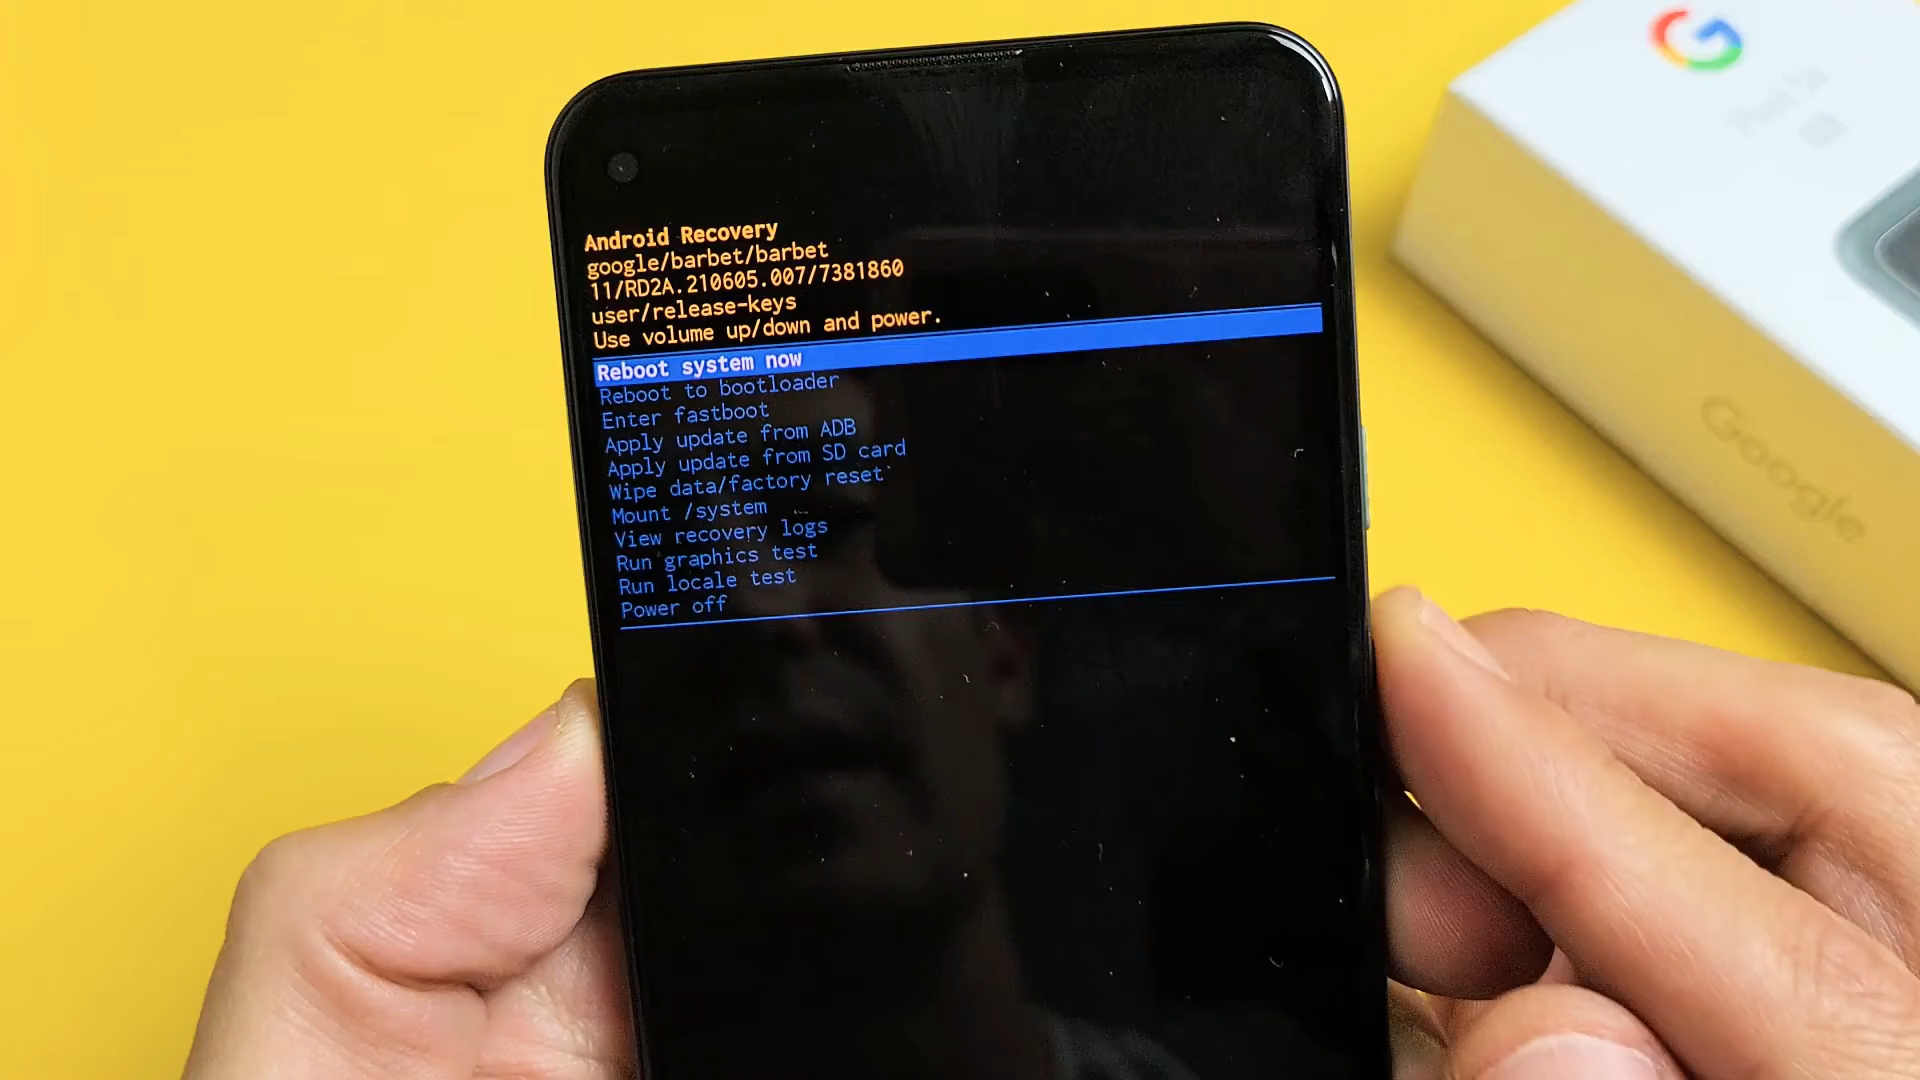 Android Recovery
google/barbet/barbet
11/RD2A.210605.007/7381860
user/release-keys
Use volume up/down and power.
Reboot system now
Reboot to bootloader
Enter fastboot
Apply update from ADB
Apply update from SD card
Wipe data/factory reset
Mount /system
View recovery logs
Run graphics test
Run locale test
Power off
G
Google